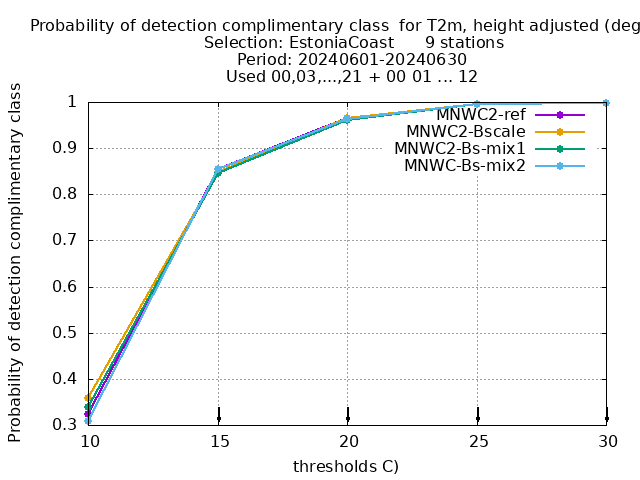 Probability of detection complimentary class  for T2m, height adjusted (deg
Selection: EstoniaCoast      9 stations
Period: 20240601-20240630
Used 00,03,...,21 + 00 01 ... 12
Probability of detection complimentary class
1
0.9
0.8
0.7
0.6
0.5
0.4
0.3
MNWC2-ref
MNWC2-Bscale
MNWC-Bs-mix1
MNWC-Bs-mix2
10 15 20 25 30
thresholds C)